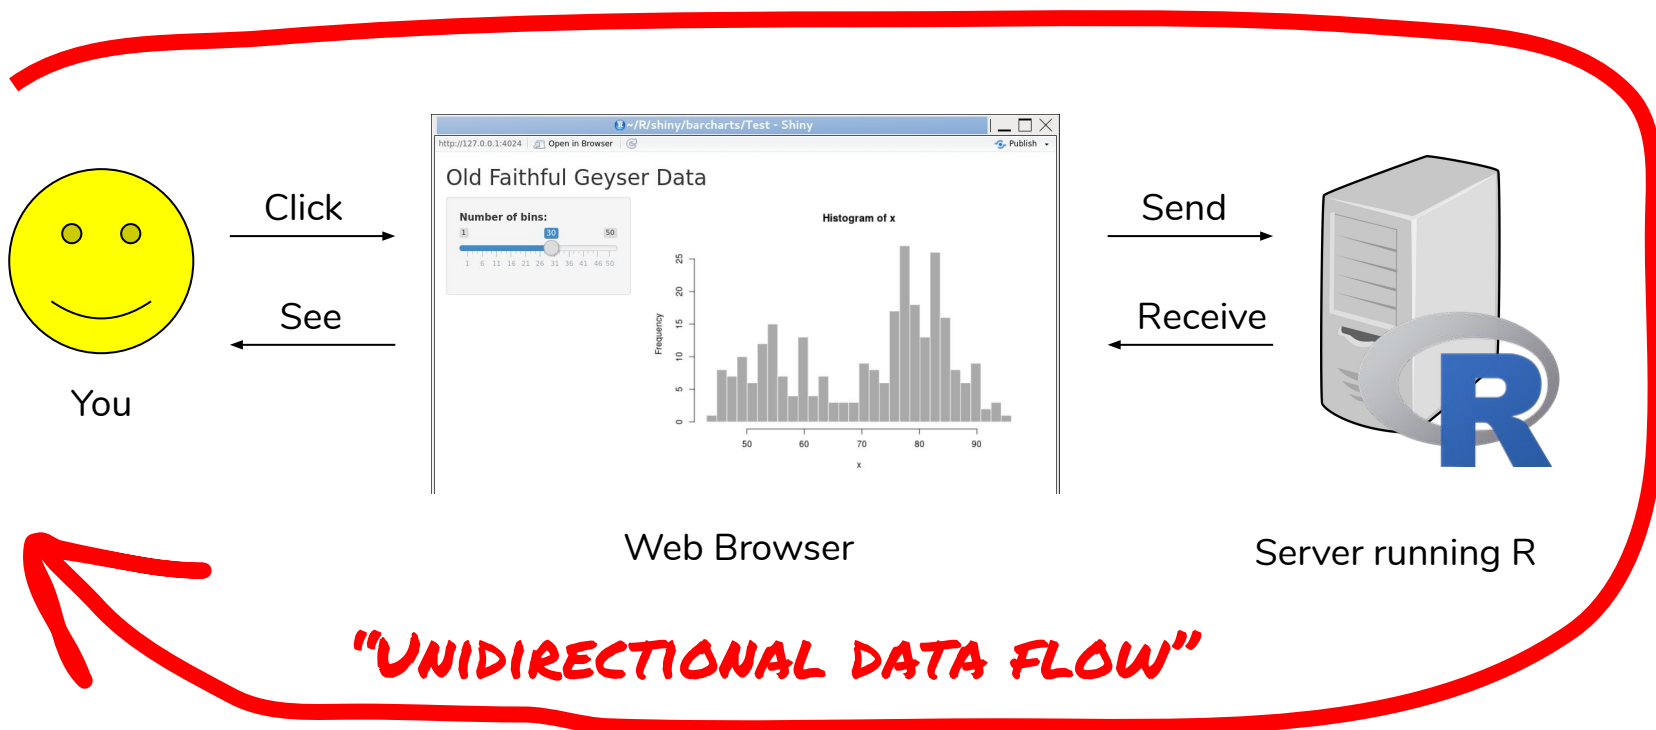 ~/R/shiny/barcharts/Test - Shiny
http://127.0.0.1:4024 Open in Browser Publish
Old Faithful Geyser Data
Number of bins:
1 30 50
1 6 11 16 21 26 31 36 41 46 50
Histogram of x
Frequency
0 5 10 15 20 25
50 60 70 80 90
x
Click
See
You
Send
Receive
R
Web Browser
Server running R
“UNIDIRECTIONAL DATA FLOW”